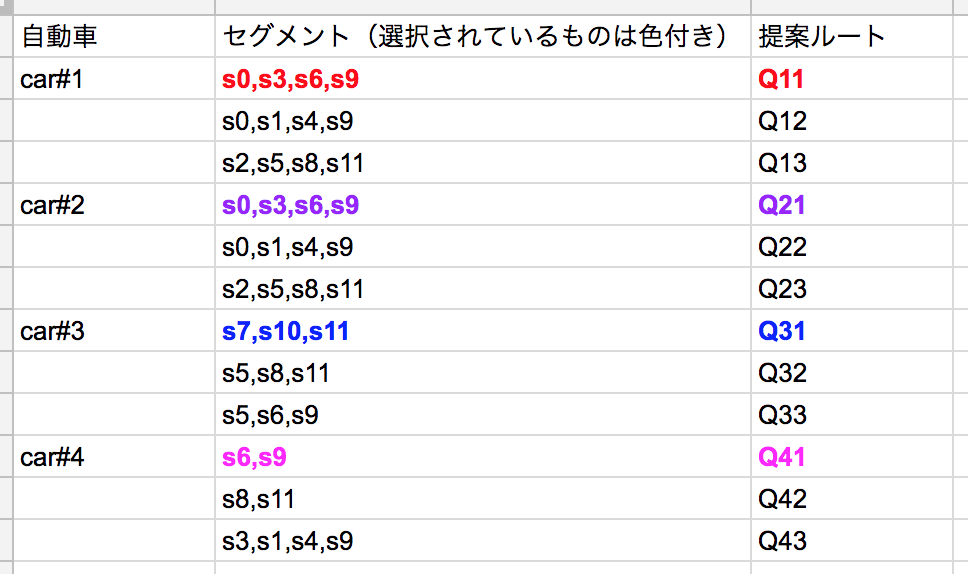 自動車 セグメント（選択されているものは色付き） 提案ルート
car#1 s0,s3,s6,s9 Q11
s0,s1,s4,s9 Q12
s2,s5,s8,s11 Q13
car#2 s0,s3,s6,s9 Q21
s0,s1,s4,s9 Q22
s2,s5,s8,s11 Q23
car#3 s7,s10,s11 Q31
s5,s8,s11 Q32
s5,s6,s9 Q33
car#4 s6,s9 Q41
s8,s11 Q42
s3,s1,s4,s9 Q43